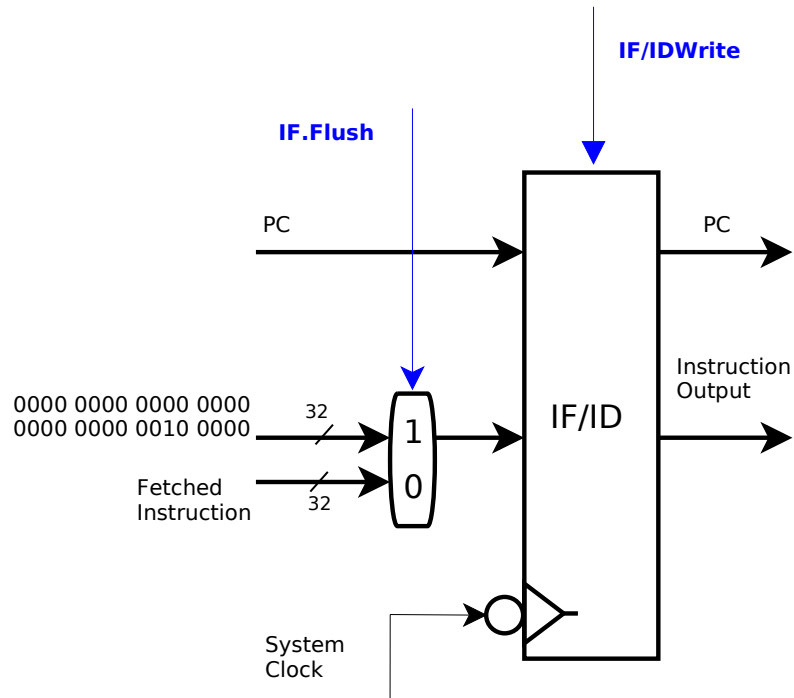 IF/IDWrite
IF.Flush
PC
PC
Instruction
Output
0000 0000 0000 0000
0000 0000 0010 0000
32
1
IF/ID
0
Fetched
Instruction
32
System
Clock